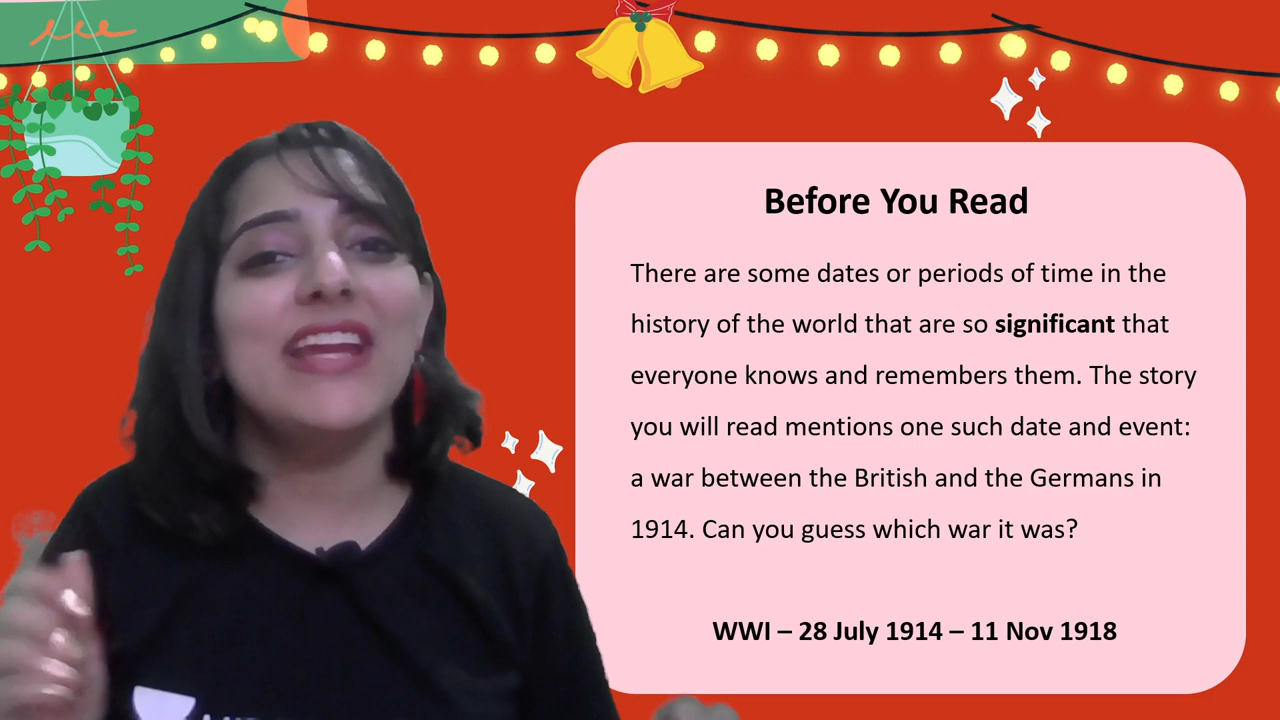 Before You Read
There are some dates or periods of time in the
history of the world that are so significant that
everyone knows and remembers them. The story
you will read mentions one such date and event:
a war between the British and the Germans in
1914. Can you guess which war it was?
WWI – 28 July 1914 – 11 Nov 1918